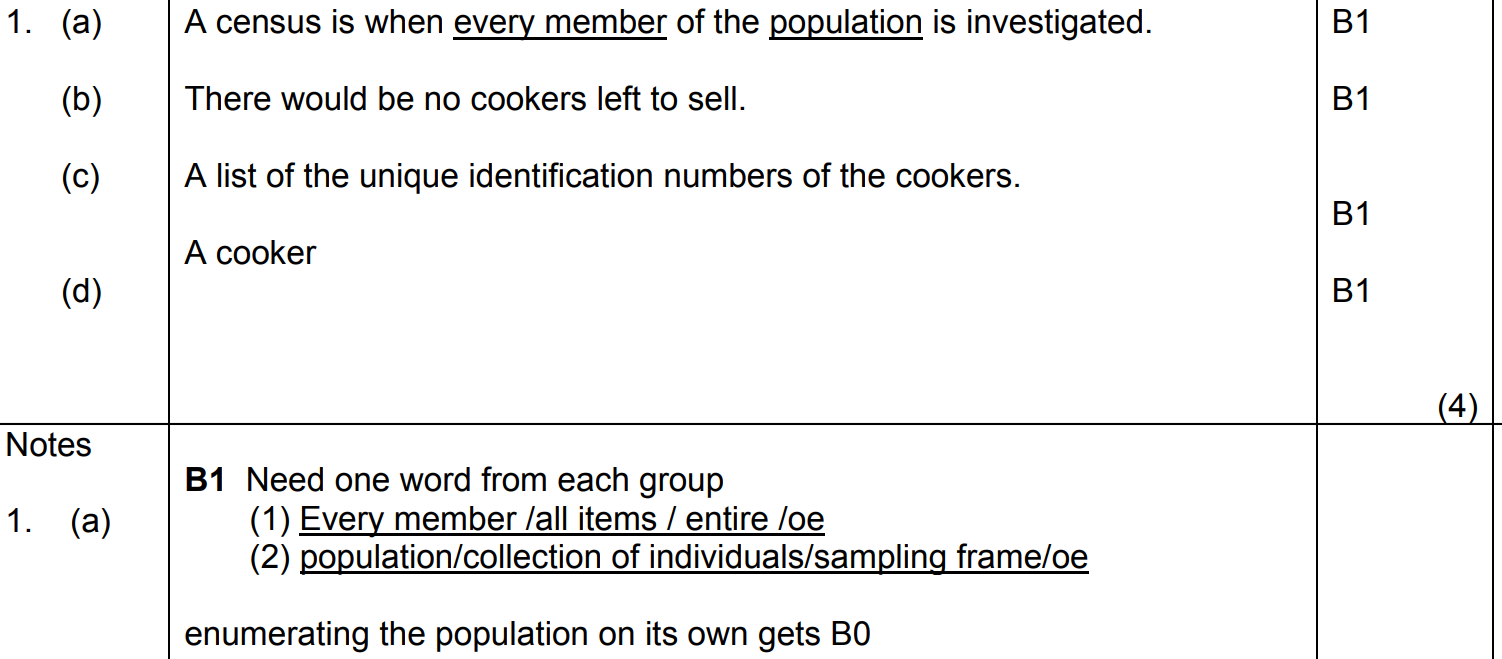 1. (a) A census is when every member of the population is investigated. B1
(b) There would be no cookers left to sell. B1
(c) A list of the unique identification numbers of the cookers.
B1
A cooker
(d) B1
(4)
Notes
B1 Need one word from each group
1. (a) (1) Every member /all items / entire /oe
(2) population/collection of individuals/sampling frame/oe
enumerating the population on its own gets B0